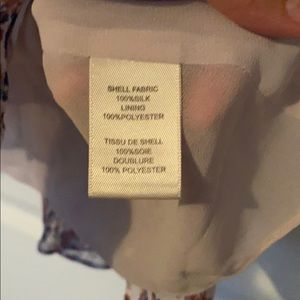 SHELL FABRIC
100%SILK
LINING
100%POLYESTER
TISSU DE SHELL
100%SOIE
DOUBLURE
100% POLYESTER